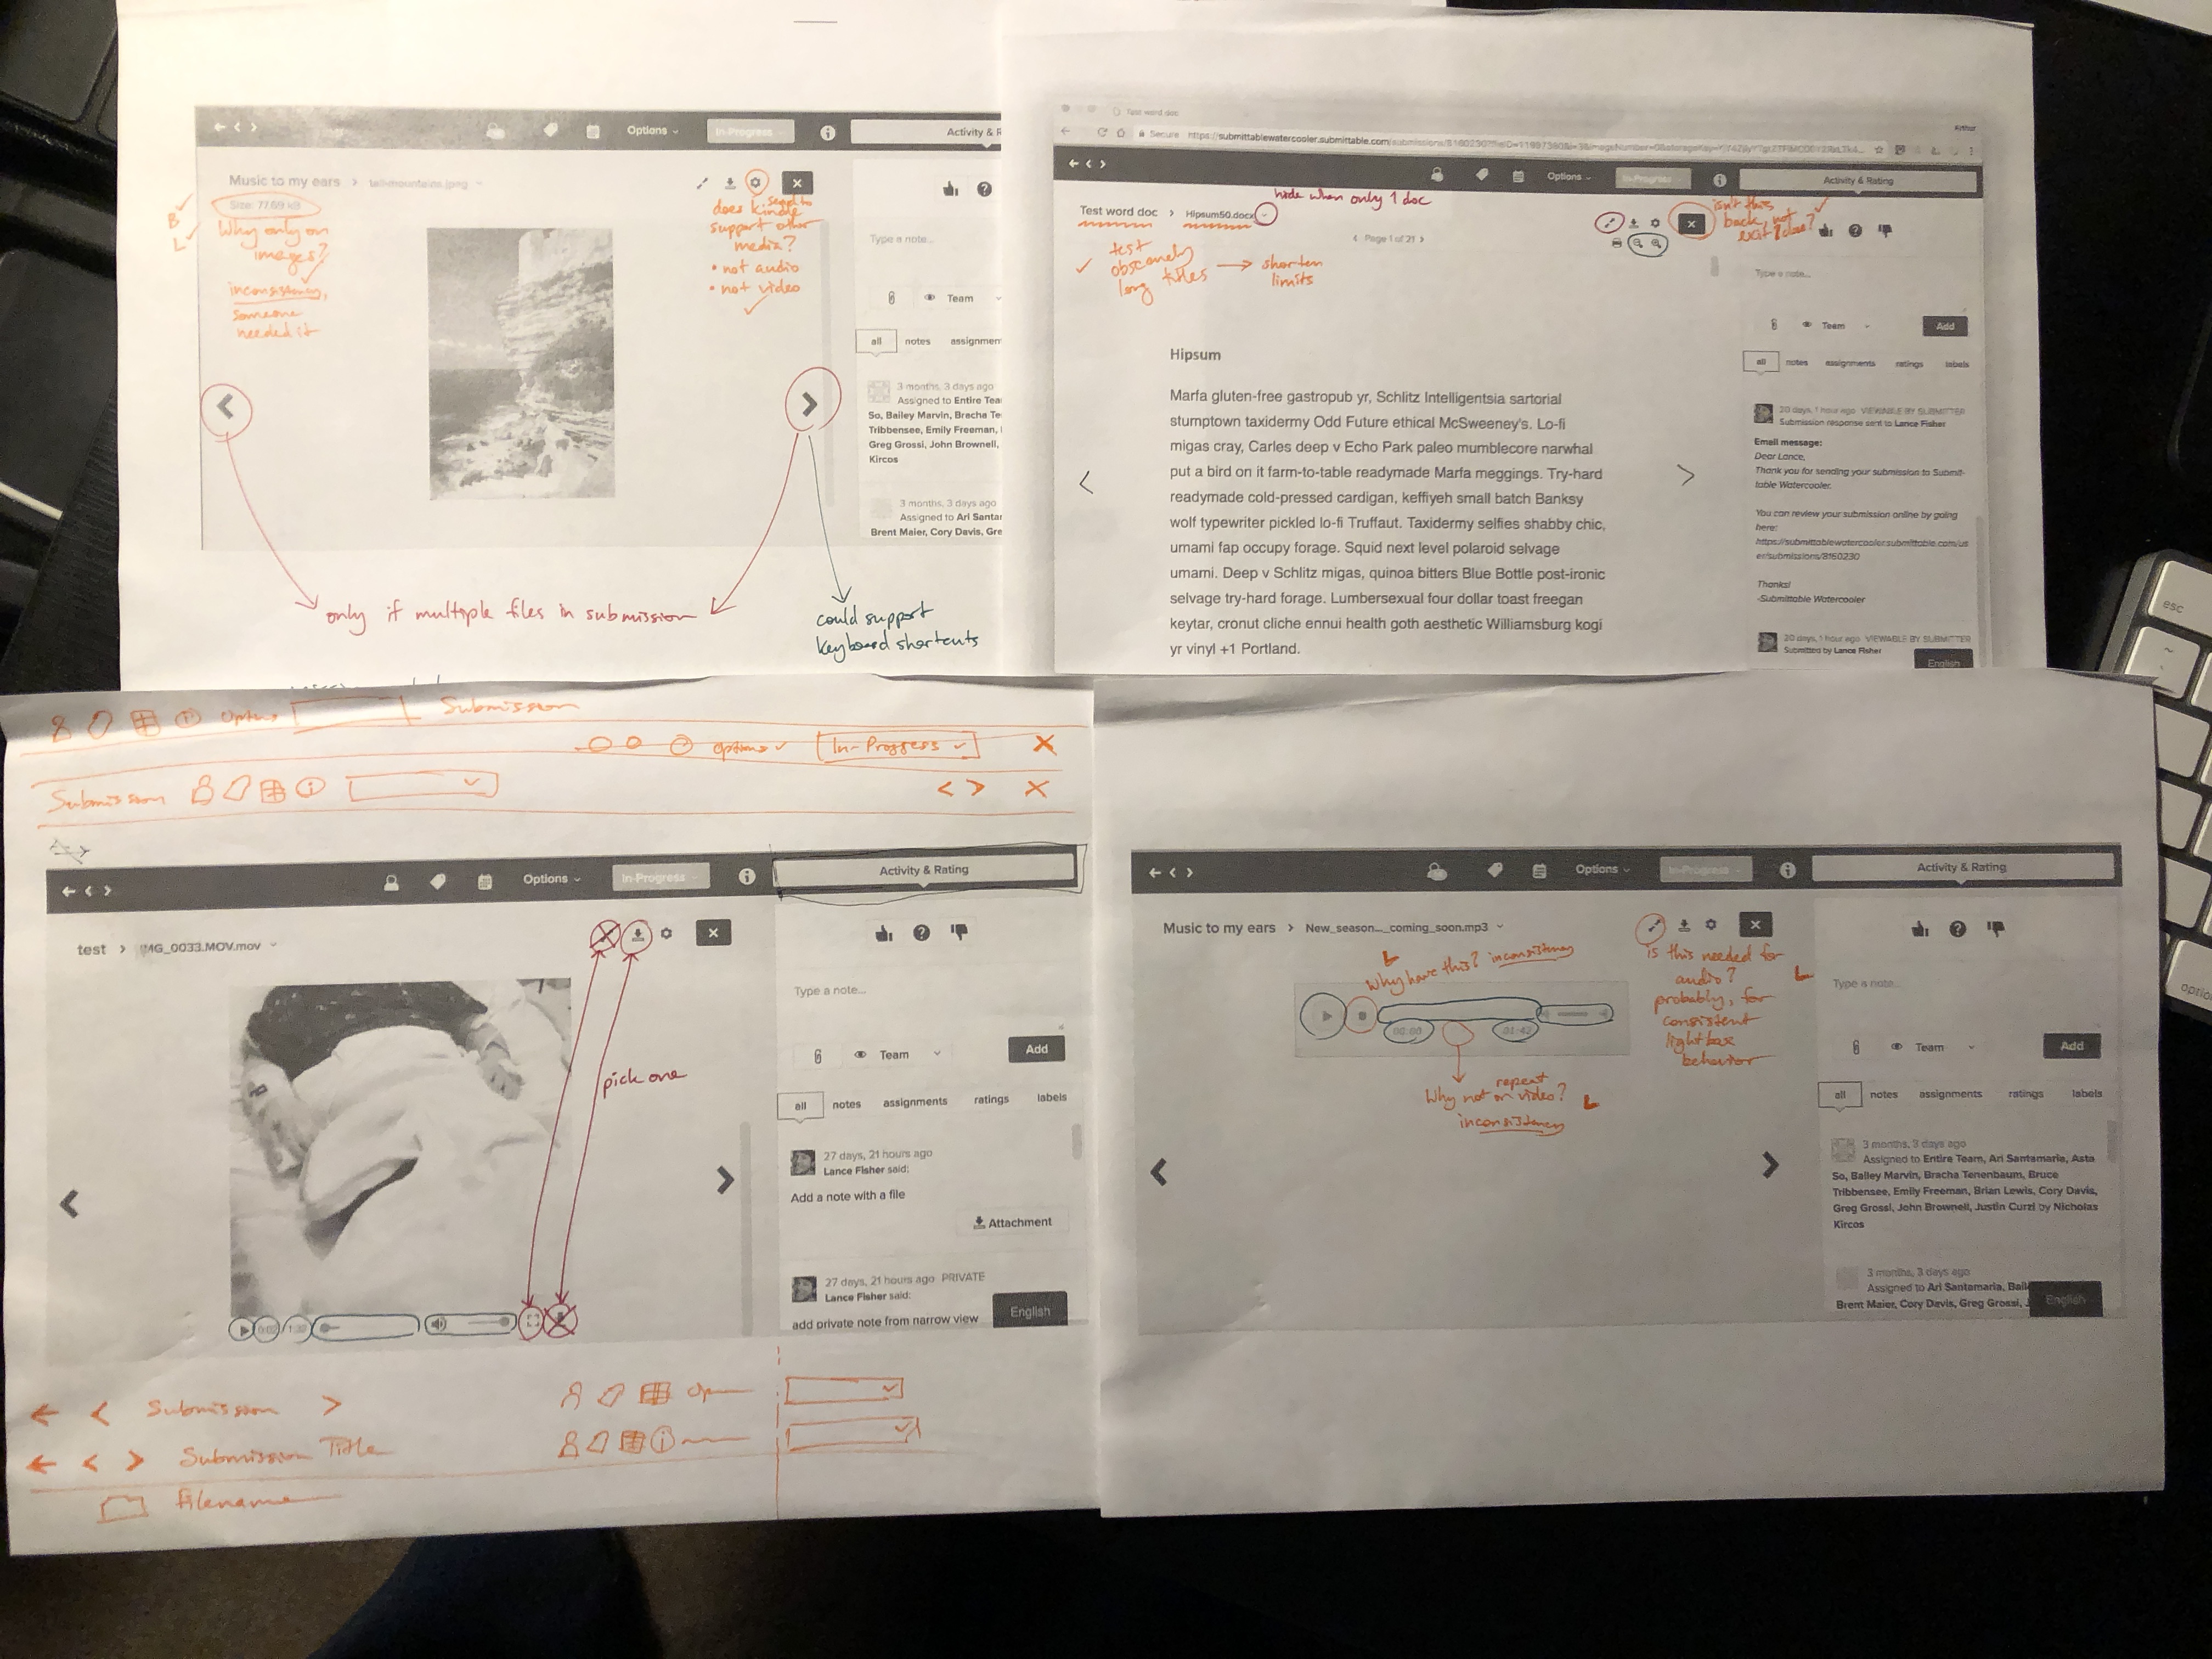 Options
In-Progress
Activity & R
Music to my ears > tall-mountains.jpeg
Size: 77.69 kB
B
L
Why only on
images?
inconsistency,
someone
needed it
does kindle
send to
support other
media?
• not audio
• not video
Type a note...
Team
all
notes
assignmen
3 months, 3 days ago
Assigned to Entire Tea
So, Bailey Marvin, Bracha Te
Tribbensee, Emily Freeman,
Greg Grossi, John Brownell,
Kircos
3 months, 3 days ago
Assigned to Ari Santar
Brent Maier, Cory Davis, Gre
only if multiple files in submission
could support
keyboard shortcuts
Test word doc
Arthur
Secure
https://submittablewatercooler.submittable.com/submissions/
Options
In-Progress
Activity & Rating
hide when only 1 doc
Test word doc > Hipsum50.docx
< Page 1 of 21 >
isn't this
back, not
exit/close?
test
obscenely
long titles
shorten
limits
Type a note...
Team
Add
all
notes
assignments
ratings
labels
Hipsum
Marfa gluten-free gastropub yr, Schlitz Intelligentsia sartorial
stumptown taxidermy Odd Future ethical McSweeney's. Lo-fi
migas cray, Carles deep v Echo Park paleo mumblecore narwhal
put a bird on it farm-to-table readymade Marfa meggings. Try-hard
readymade cold-pressed cardigan, keffiyeh small batch Banksy
wolf typewriter pickled lo-fi Truffaut. Taxidermy selfies shabby chic,
umami fap occupy forage. Squid next level polaroid selvage
umami. Deep v Schlitz migas, quinoa bitters Blue Bottle post-ironic
selvage try-hard forage. Lumbersexual four dollar toast freegan
keytar, cronut cliche ennui health goth aesthetic Williamsburg kogi
yr vinyl +1 Portland.
20 days, 1 hour ago VIEWABLE BY SUBMITTER
Submission response sent to Lance Fisher
Email message:
Dear Lance,
Thank you for sending your submission to Submit-
table Watercooler.
You can review your submission online by going
here:
https://submittablewatercooler.submittable.com/us
er/submissions/8160230
Thanks!
-Submittable Watercooler
20 days, 1 hour ago VIEWABLE BY SUBMITTER
Submitted by Lance Fisher
English
Options
Submission
Options
In-Progress
X
Submission
< >
X
Options
In-Progress
Activity & Rating
test > IMG_0033.MOV.mov
pick one
0:02
1:32
Type a note...
Team
Add
all
notes
assignments
ratings
labels
27 days, 21 hours ago
Lance Fisher said:
Add a note with a file
Attachment
27 days, 21 hours ago PRIVATE
Lance Fisher said:
add private note from narrow view
English
← < Submission >
← < > Submission Title
filename
Options
In-Progress
Activity & Rating
Music to my ears > New_season..._coming_soon.mp3
L
Why have this? inconsistency
00:00
01:42
repeat
Why not on video?
inconsistency
L
is this needed for
audio?
probably, for
consistent
lightbox
behavior
L
Type a note...
Team
Add
all
notes
assignments
ratings
labels
3 months, 3 days ago
Assigned to Entire Team, Ari Santamaria, Asta
So, Bailey Marvin, Bracha Tenenbaum, Bruce
Tribbensee, Emily Freeman, Brian Lewis, Cory Davis,
Greg Grossi, John Brownell, Justin Curzi by Nicholas
Kircos
3 months, 3 days ago
Assigned to Ari Santamaria, Bail
Brent Maier, Cory Davis, Greg Grossi, J
English
esc
~
option